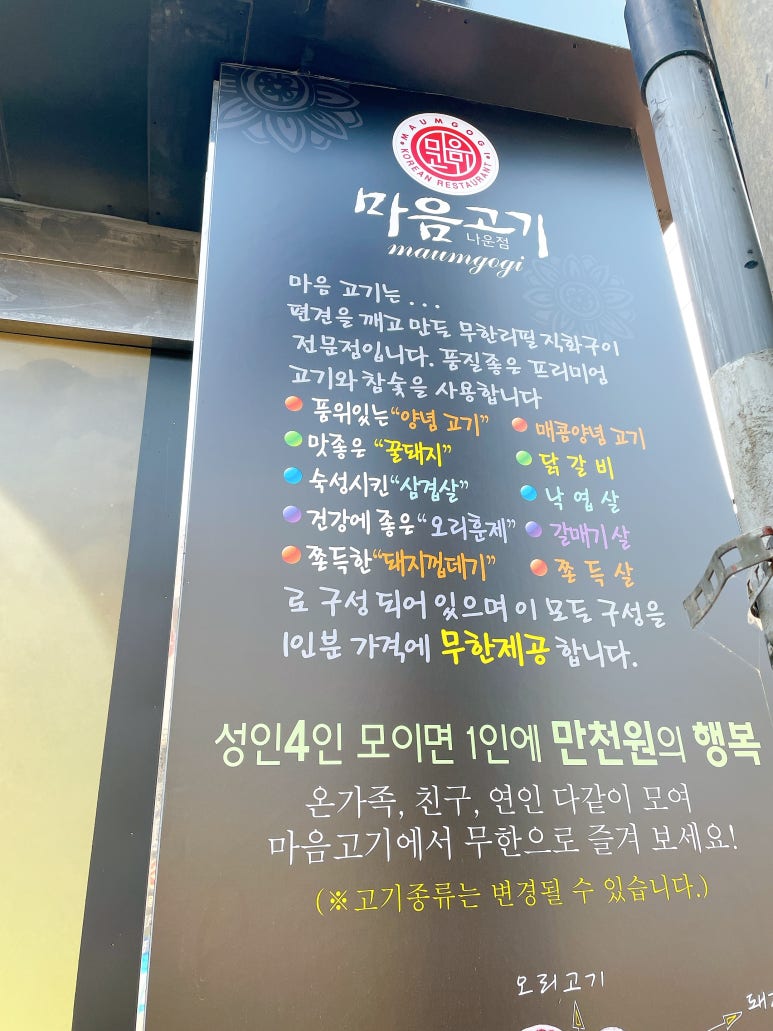 MAUMGOGI
마음고기
KOREAN RESTAURANT
마음고기
나운점
maumgogi
마음 고기는 . . .
편견을 깨고 만든 무한리필 직화구이
전문점입니다. 품질좋은 프리미엄
고기와 참숯을 사용합니다
풍위있는 "양념 고기" 매콤양념 고기
맛좋은 "꿀돼지" 닭 갈 비
숙성시킨 "삼겹살" 낙 엽 살
건강에 좋은 "오리훈제" 갈매기 살
쫄득한 "돼지껍데기" 쫄 득 살
로 구성 되어 있으며 이 모든 구성을
1인분 가격에 무한제공 합니다.
성인4인 모이면 1인에 만천원의 행복
온가족, 친구, 연인 다같이 모여
마음고기에서 무한으로 즐겨 보세요!
(※고기종류는 변경될 수 있습니다.)
오리고기